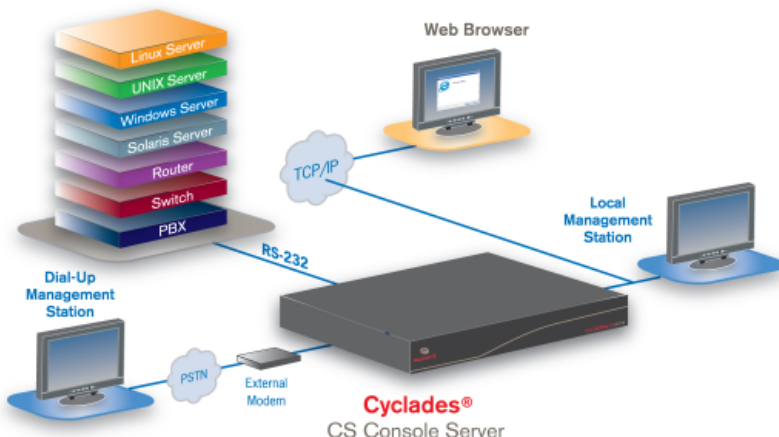 Linux Server
UNIX Server
Windows Server
Solaris Server
Router
Switch
PBX
Web Browser
TCP/IP
Local
Management
Station
RS-232
Dial-Up
Management
Station
PSTN
External
Modem
Cyclades®
CS Console Server